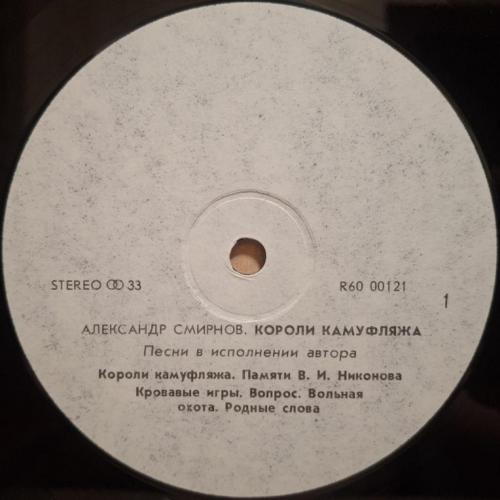 STEREO 33 R60 00121 1
АЛЕКСАНДР СМИРНОВ. КОРОЛИ КАМУФЛЯЖА
Песни в исполнении автора
Короли камуфляжа. Памяти В. И. Никонова
Кровавые игры. Вопрос. Вольная
охота. Родные слова